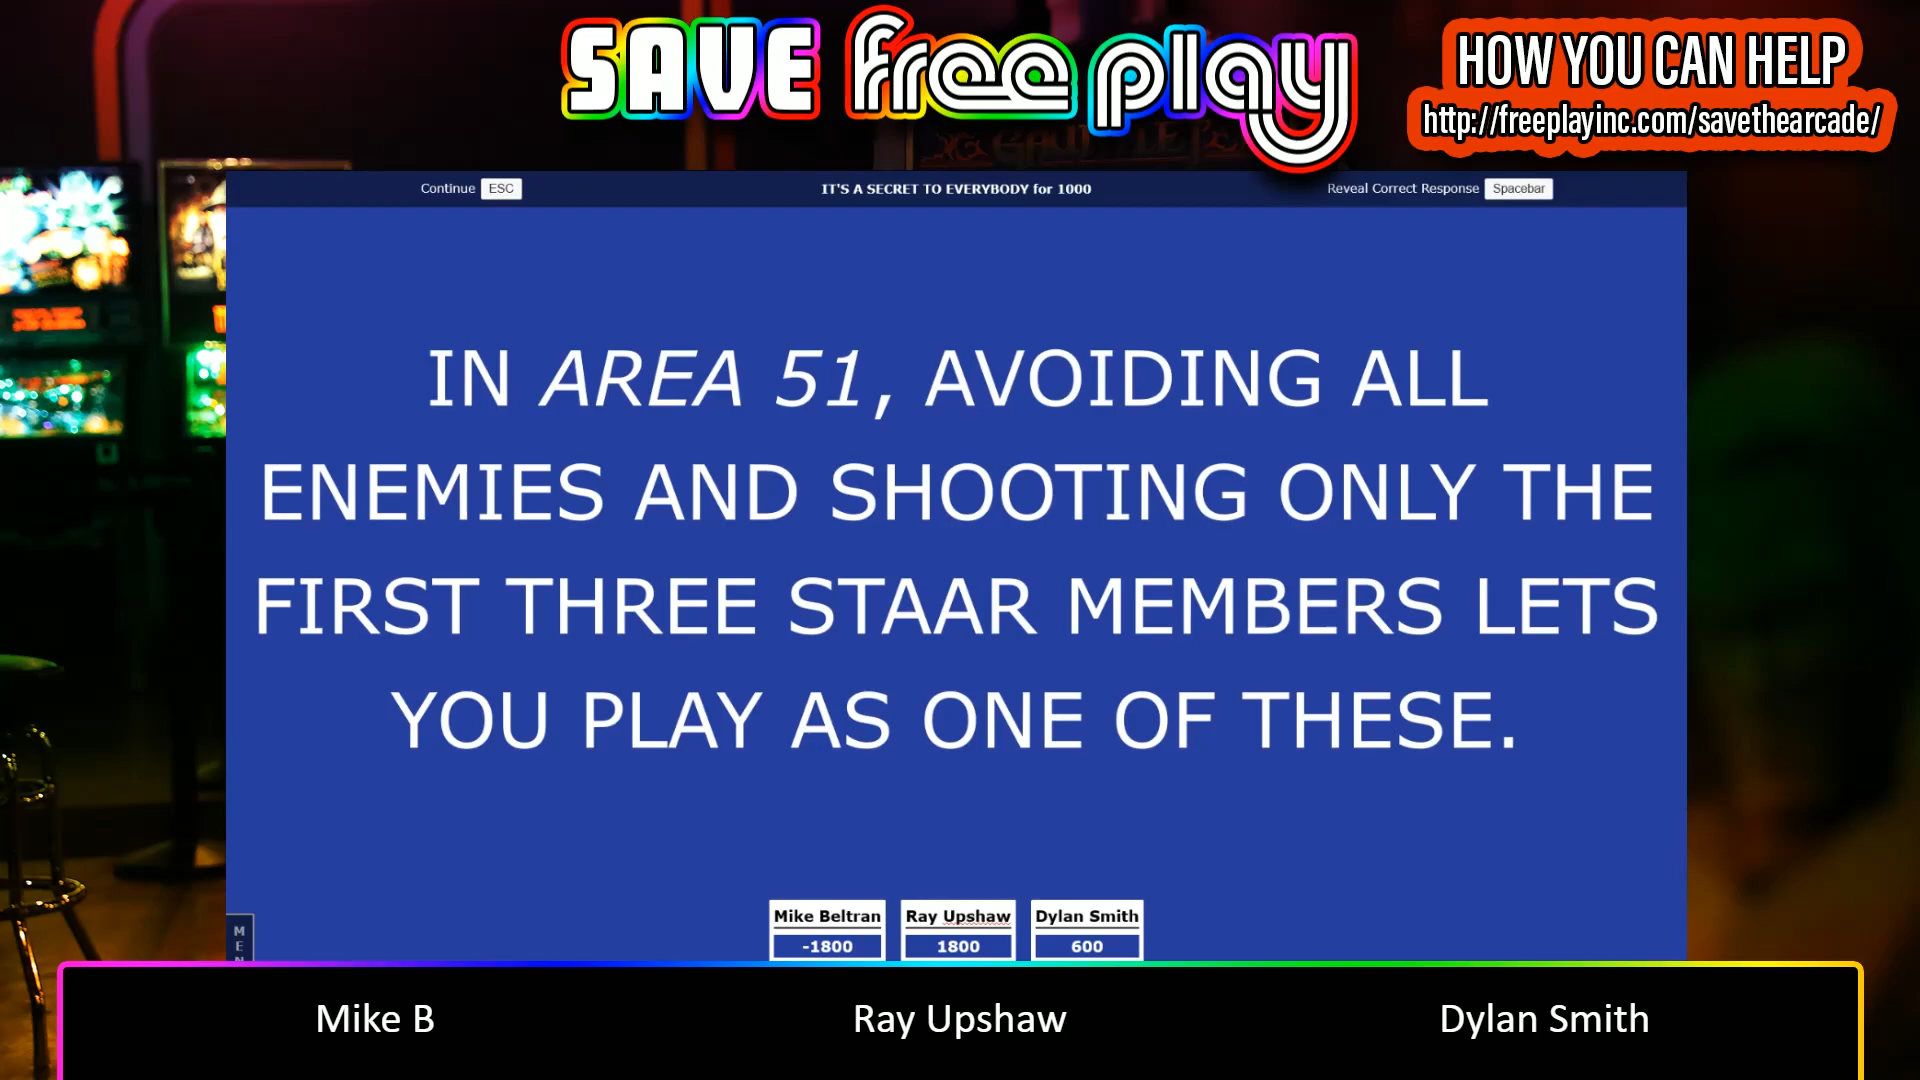 SAVE free play
HOW YOU CAN HELP
http://freeplayinc.com/savethearcade/
Continue ESC
IT'S A SECRET TO EVERYBODY for 1000
Reveal Correct Response Spacebar
IN AREA 51, AVOIDING ALL
ENEMIES AND SHOOTING ONLY THE
FIRST THREE STAAR MEMBERS LETS
YOU PLAY AS ONE OF THESE.
Mike Beltran
-1800
Ray Upshaw
1800
Dylan Smith
600
Mike B
Ray Upshaw
Dylan Smith